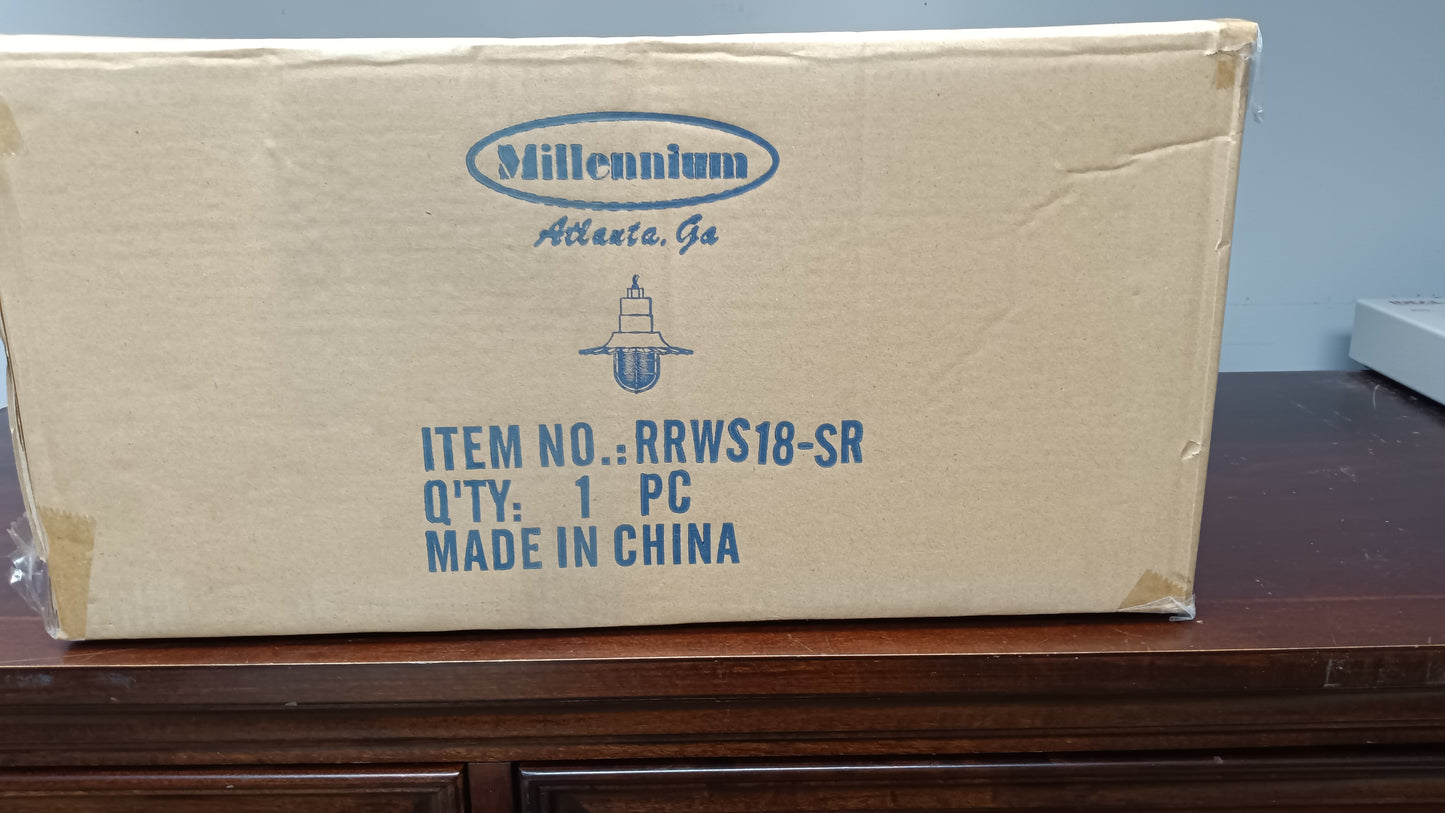 Millennium
Atlanta, Ga
ITEM NO.:RRWS18-SR
Q'TY: 1 PC
MADE IN CHINA